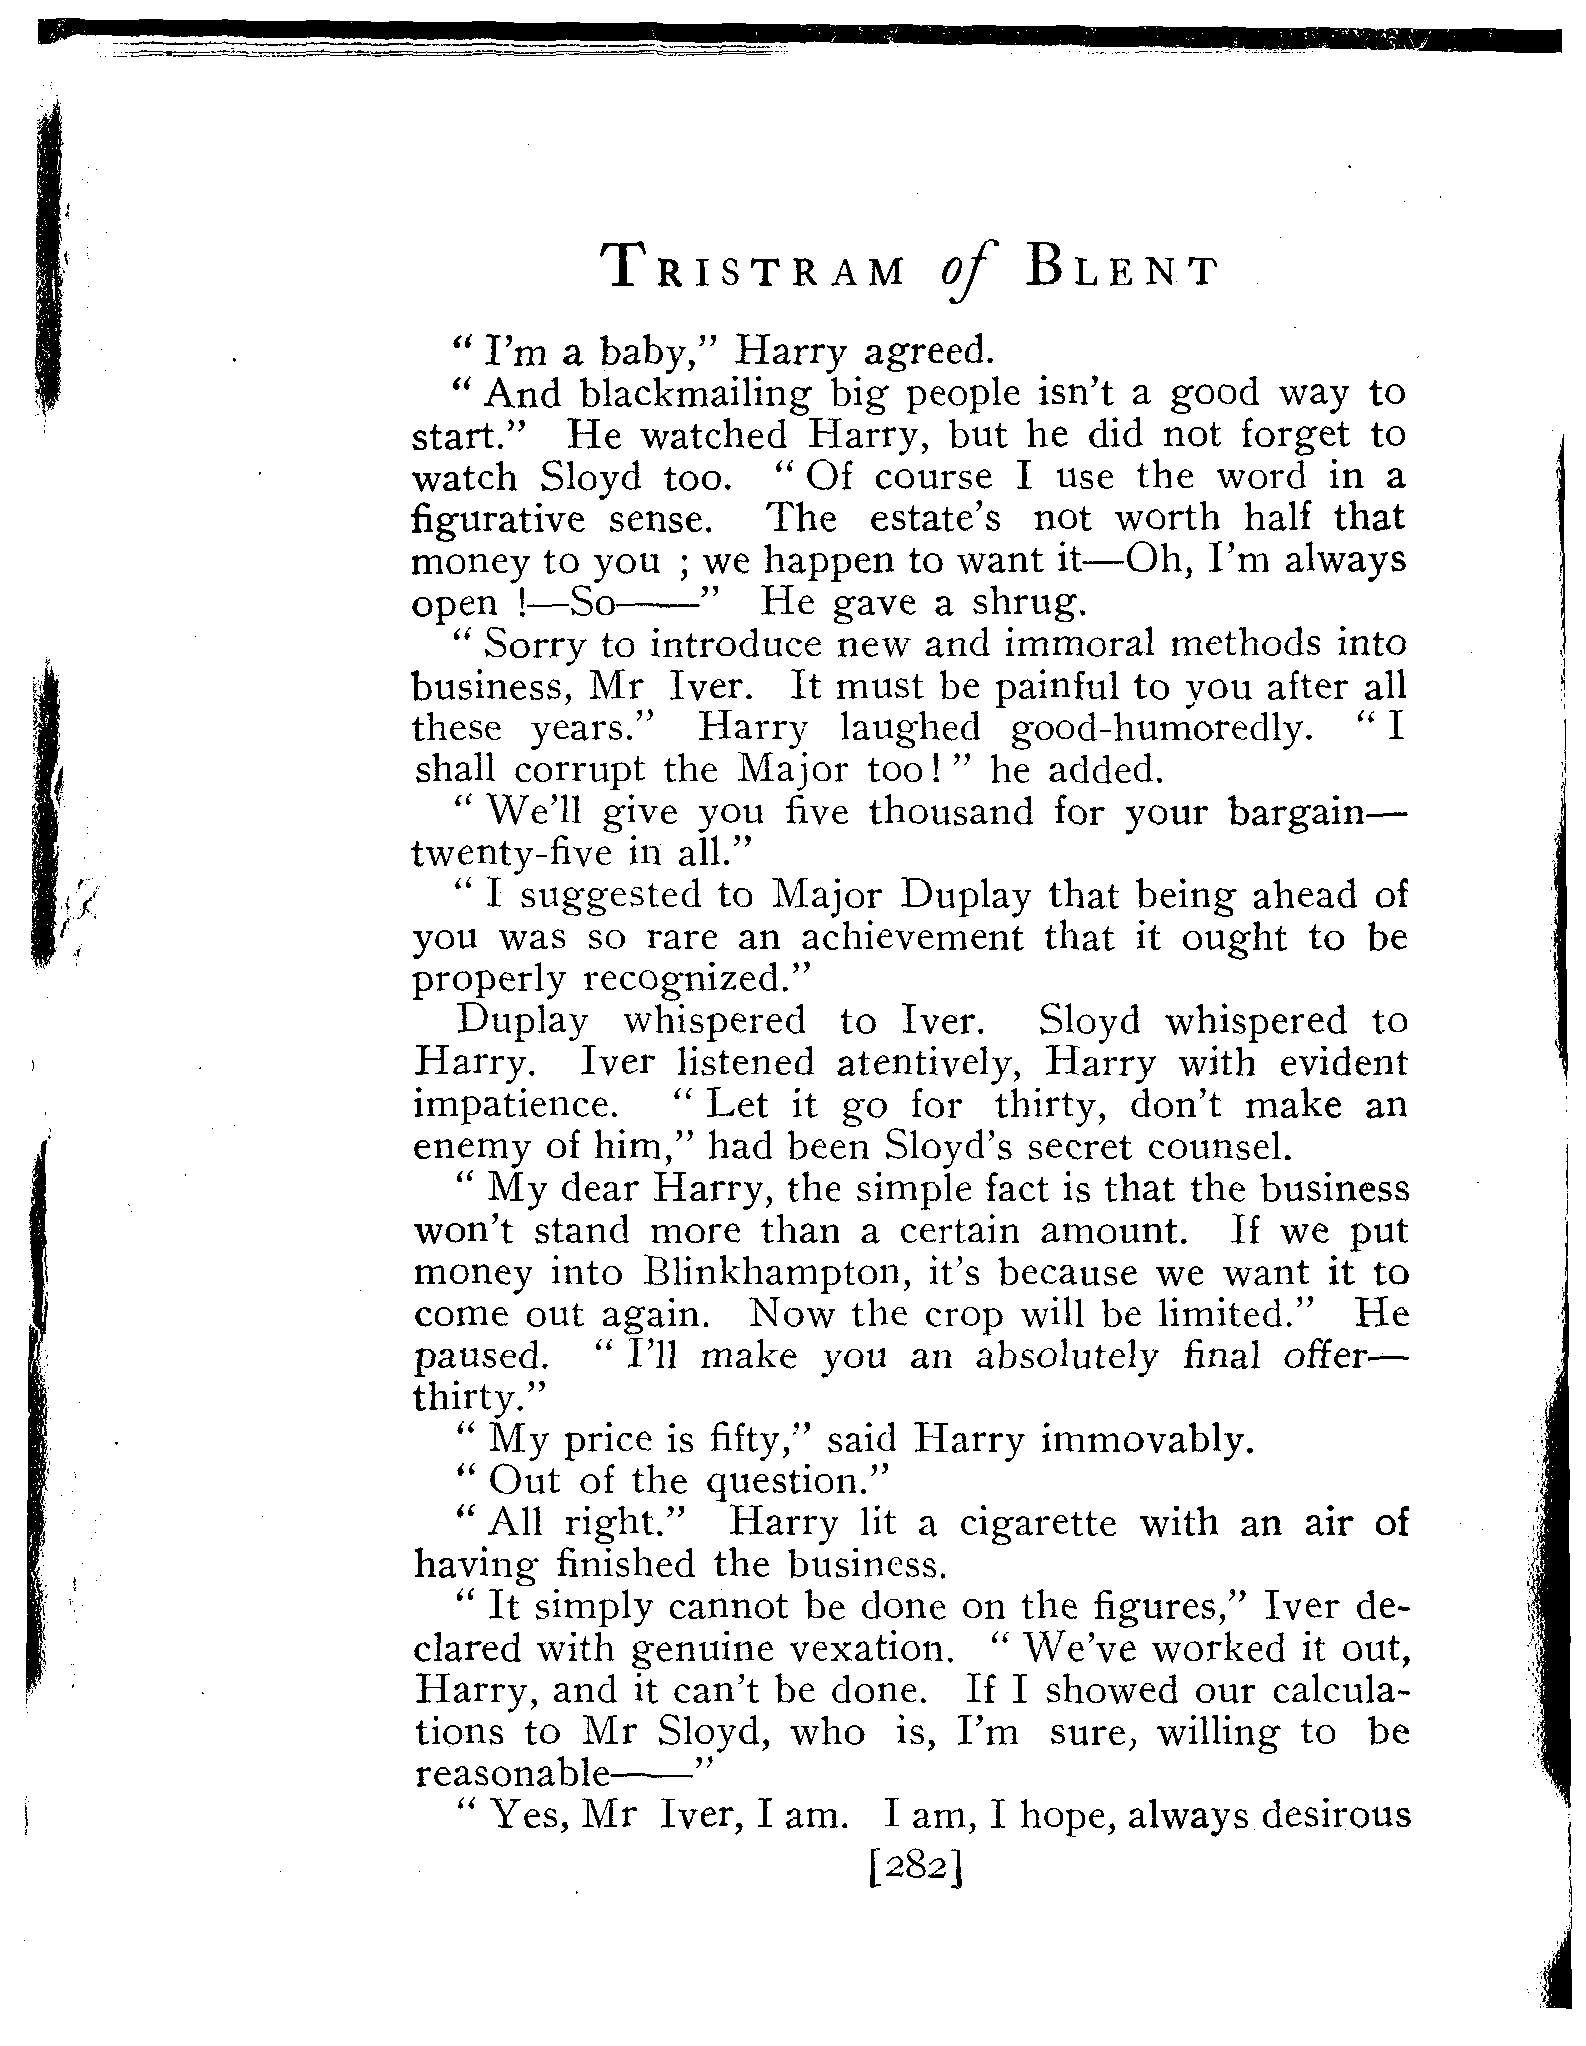 TRISTRAM of BLENT
" I'm a baby," Harry agreed.
" And blackmailing big people isn't a good way to
start." He watched Harry, but he did not forget to
watch Sloyd too. " Of course I use the word in a
figurative sense. The estate's not worth half that
money to you ; we happen to want it—Oh, I'm always
open !—So——" He gave a shrug.
" Sorry to introduce new and immoral methods into
business, Mr Iver. It must be painful to you after all
these years." Harry laughed good-humoredly. " I
shall corrupt the Major too! " he added.
" We'll give you five thousand for your bargain—
twenty-five in all."
" I suggested to Major Duplay that being ahead of
you was so rare an achievement that it ought to be
properly recognized."
Duplay whispered to Iver. Sloyd whispered to
Harry. Iver listened atentively, Harry with evident
impatience. " Let it go for thirty, don't make an
enemy of him," had been Sloyd's secret counsel.
" My dear Harry, the simple fact is that the business
won't stand more than a certain amount. If we put
money into Blinkhampton, it's because we want it to
come out again. Now the crop will be limited." He
paused. " I'll make you an absolutely final offer—
thirty."
" My price is fifty," said Harry immovably.
" Out of the question."
" All right." Harry lit a cigarette with an air of
having finished the business.
" It simply cannot be done on the figures," Iver de-
clared with genuine vexation. " We've worked it out,
Harry, and it can't be done. If I showed our calcula-
tions to Mr Sloyd, who is, I'm sure, willing to be
reasonable——"
" Yes, Mr Iver, I am. I am, I hope, always desirous
[282]